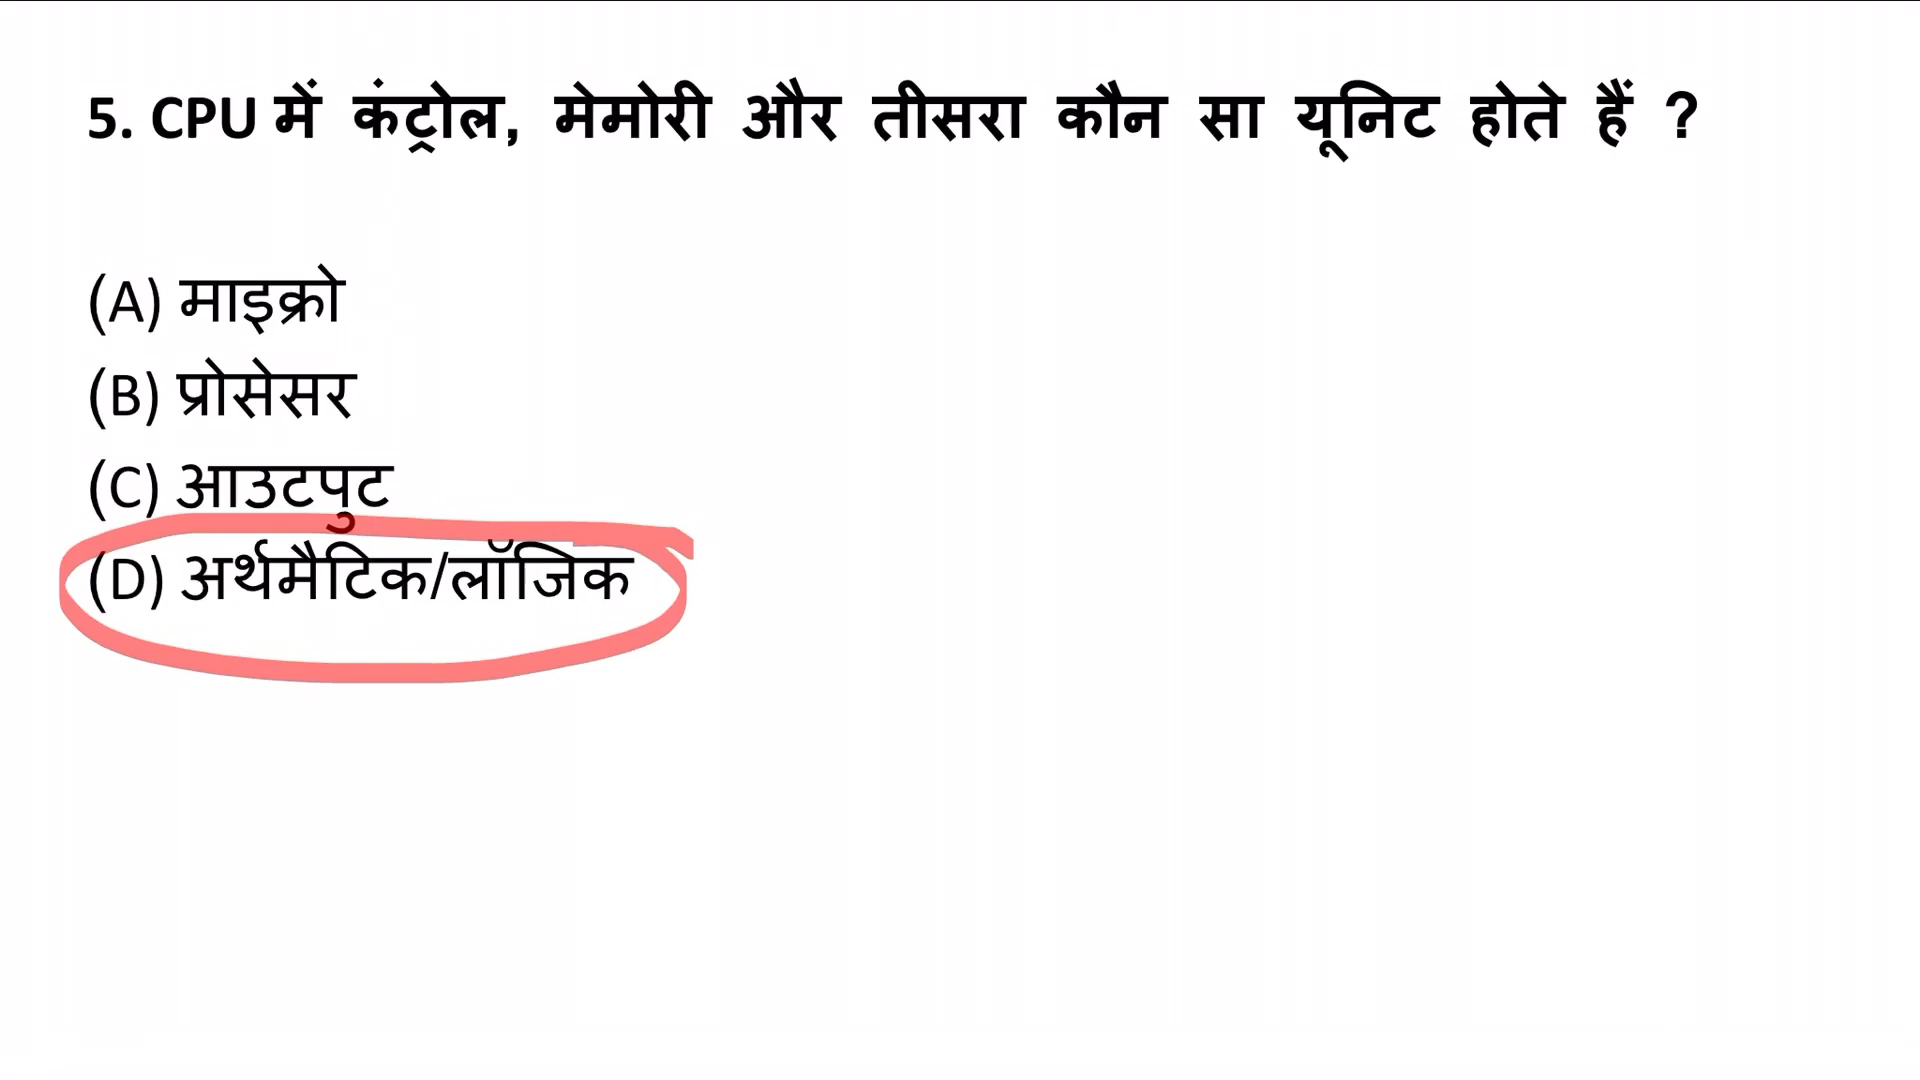 5. CPU में कंट्रोल, मेमोरी और तीसरा कौन सा यूनिट होते हैं ?
(A) माइक्रो
(B) प्रोसेसर
(C) आउटपुट
(D) अर्थमैटिक/लॉजिक